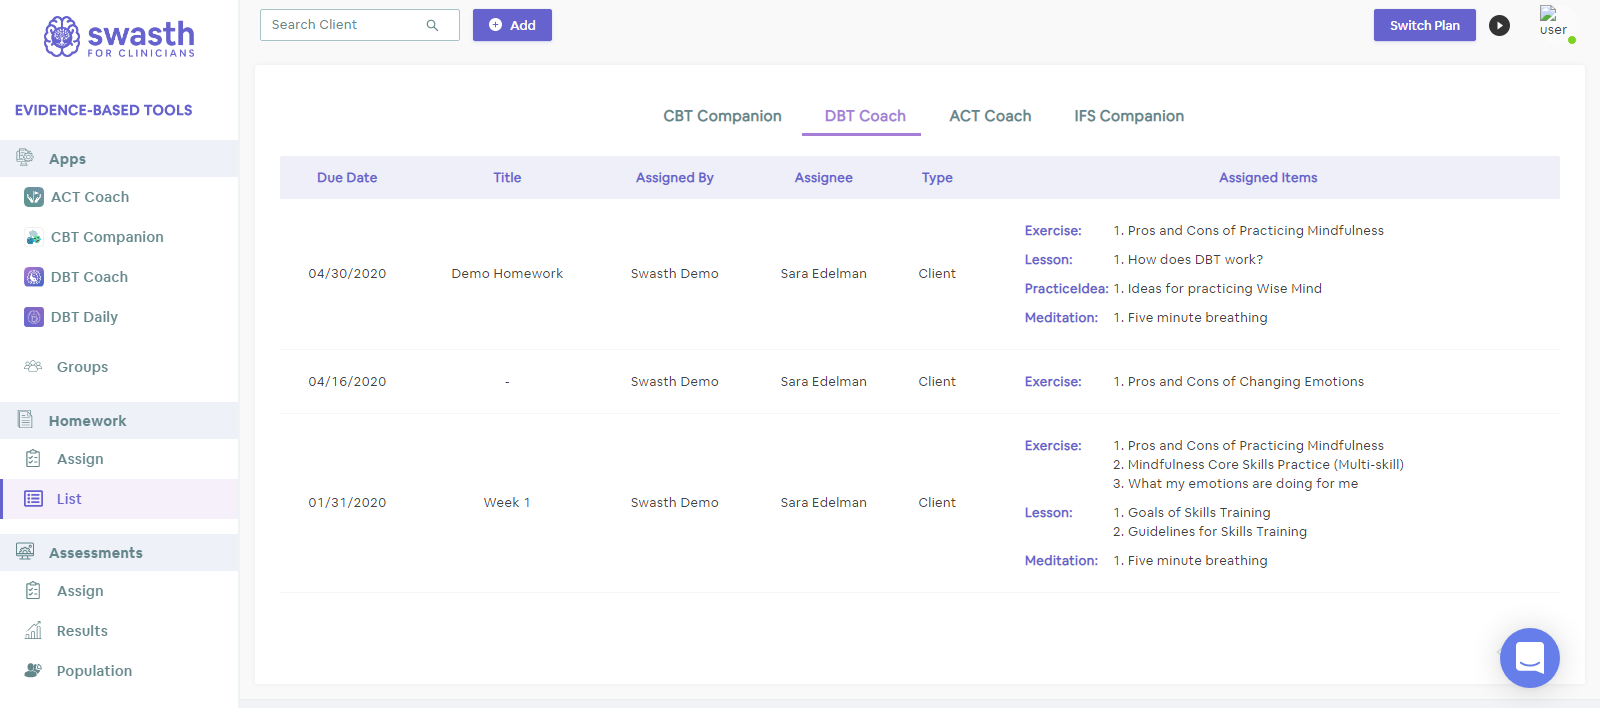 swasth
FOR CLINICIANS
Search Client
Add
Switch Plan
user
EVIDENCE-BASED TOOLS
Apps
ACT Coach
CBT Companion
DBT Coach
DBT Daily
Groups
Homework
Assign
List
Assessments
Assign
Results
Population
CBT Companion DBT Coach ACT Coach IFS Companion
Due Date Title Assigned By Assignee Type Assigned Items
04/30/2020 Demo Homework Swasth Demo Sara Edelman Client
Exercise: 1. Pros and Cons of Practicing Mindfulness
Lesson: 1. How does DBT work?
PracticeIdea: 1. Ideas for practicing Wise Mind
Meditation: 1. Five minute breathing
04/16/2020 - Swasth Demo Sara Edelman Client Exercise: 1. Pros and Cons of Changing Emotions
01/31/2020 Week 1 Swasth Demo Sara Edelman Client
Exercise: 1. Pros and Cons of Practicing Mindfulness
2. Mindfulness Core Skills Practice (Multi-skill)
3. What my emotions are doing for me
Lesson: 1. Goals of Skills Training
2. Guidelines for Skills Training
Meditation: 1. Five minute breathing